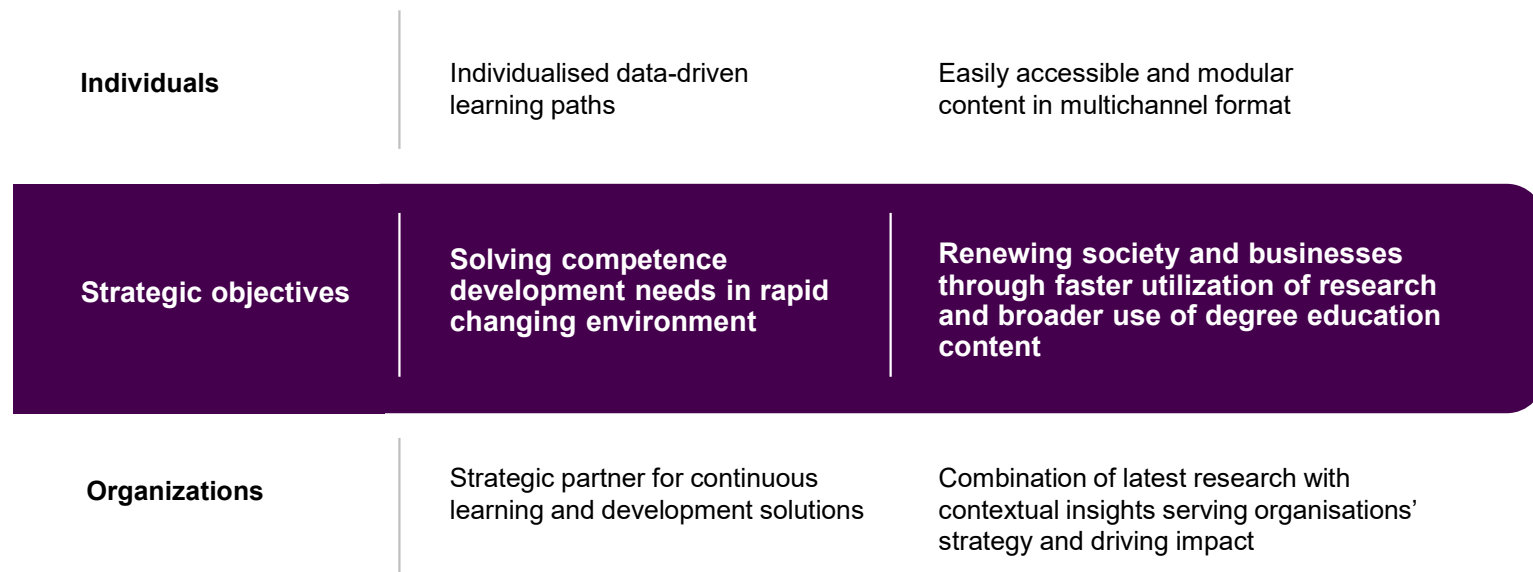 Individuals
Individualised data-driven
learning paths
Easily accessible and modular
content in multichannel format
Strategic objectives
Solving competence
development needs in rapid
changing environment
Renewing society and businesses
through faster utilization of research
and broader use of degree education
content
Organizations
Strategic partner for continuous
learning and development solutions
Combination of latest research with
contextual insights serving organisations’
strategy and driving impact